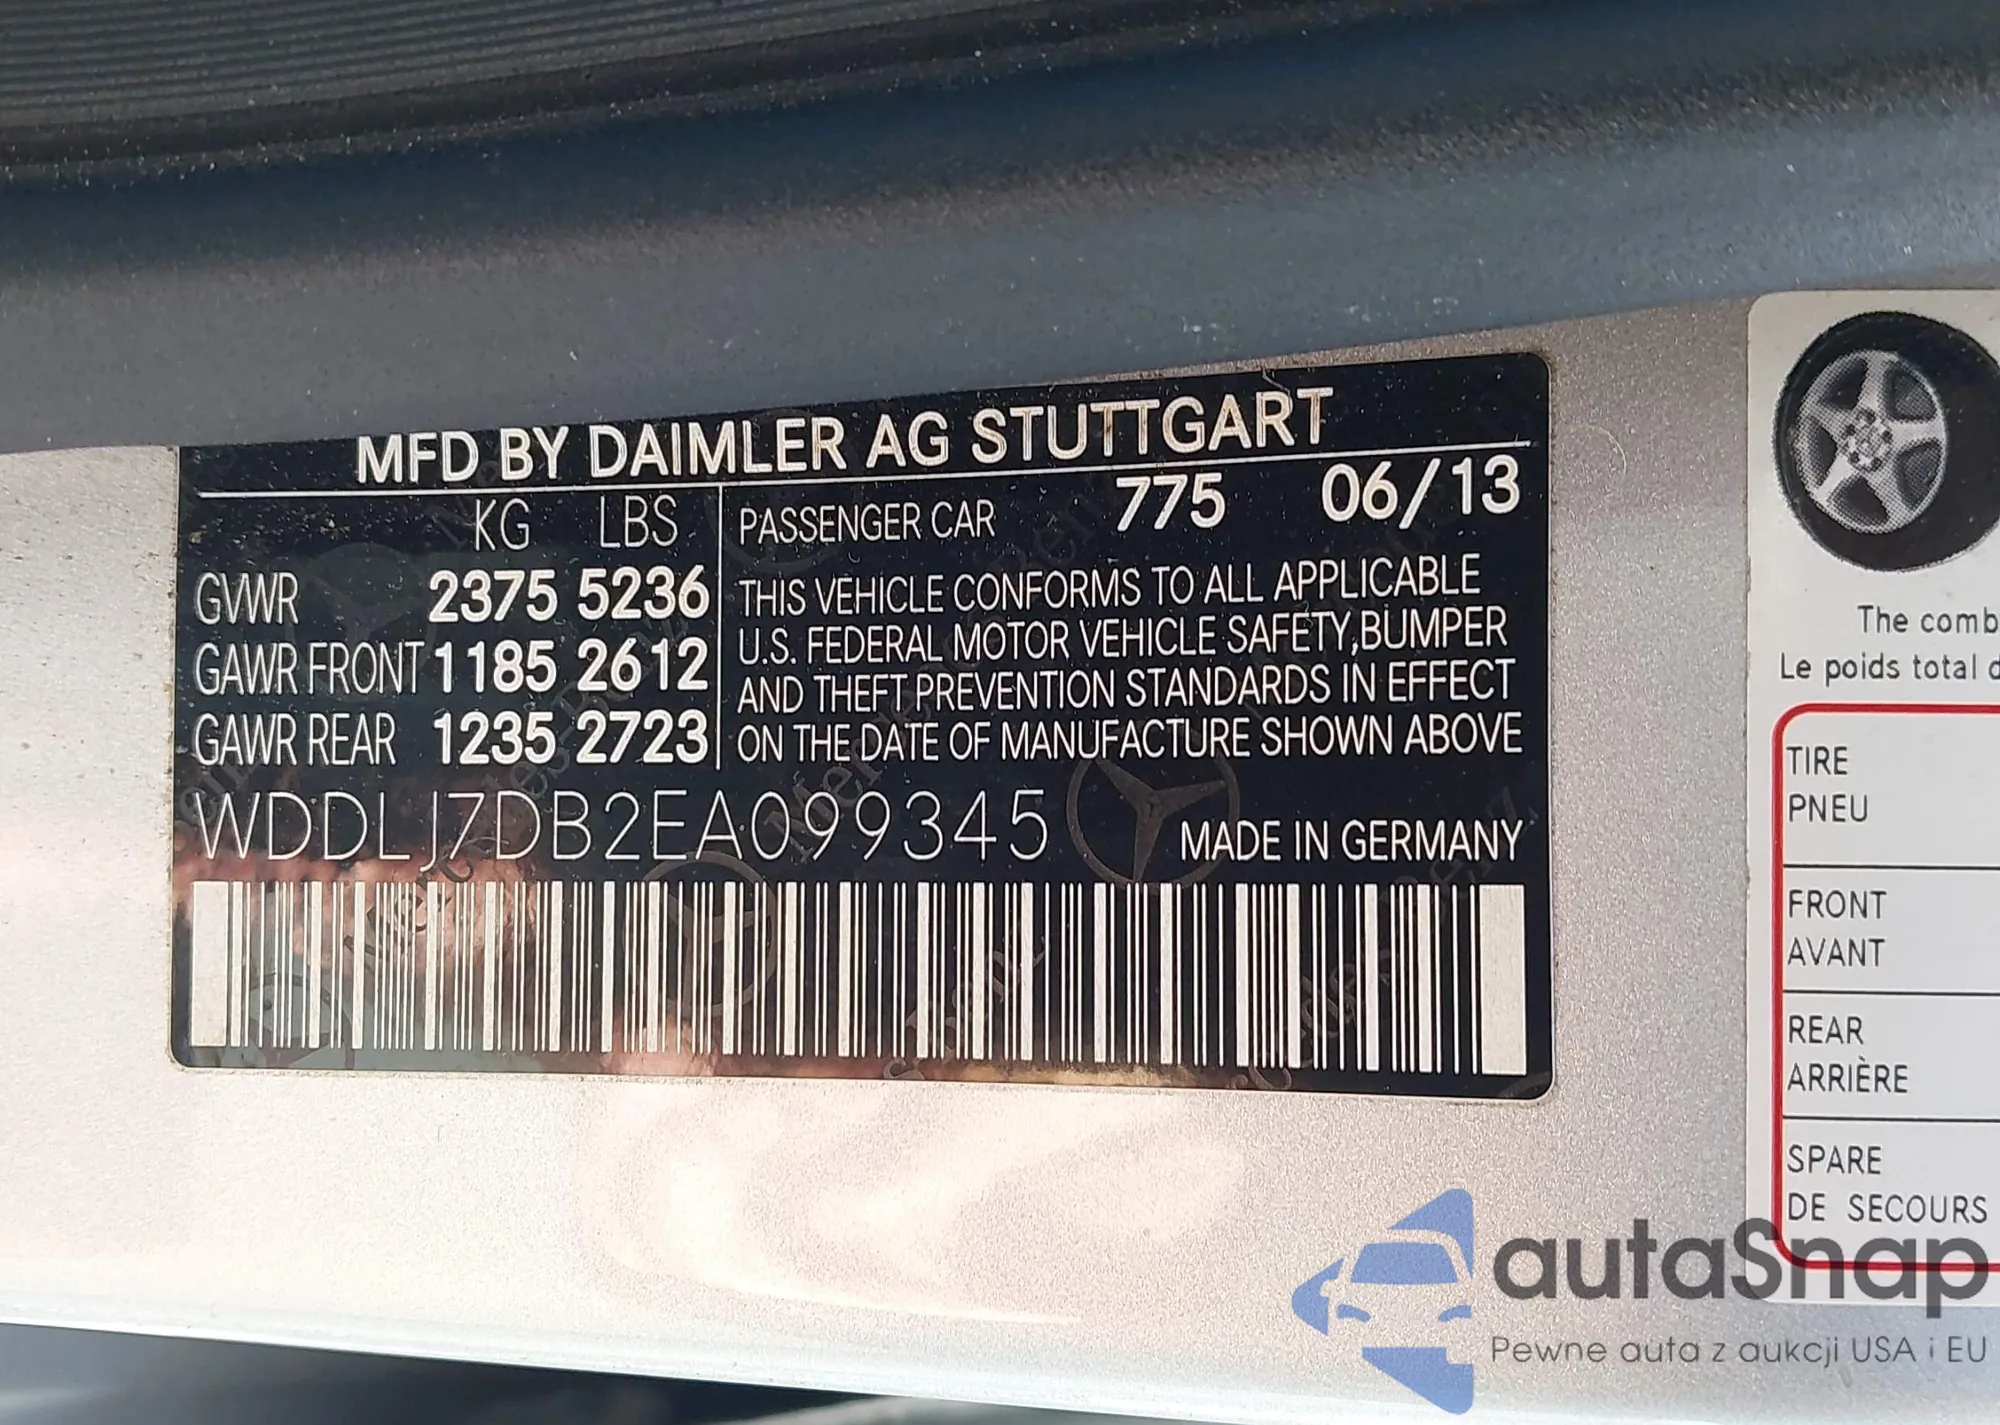 MFD BY DAIMLER AG STUTTGART
KG LBS
GVWR 2375 5236
GAWR FRONT 1185 2612
GAWR REAR 1235 2723
PASSENGER CAR 775 06/13
THIS VEHICLE CONFORMS TO ALL APPLICABLE
U.S. FEDERAL MOTOR VEHICLE SAFETY,BUMPER
AND THEFT PREVENTION STANDARDS IN EFFECT
ON THE DATE OF MANUFACTURE SHOWN ABOVE
WDDLJ7DB2EA099345
MADE IN GERMANY
The comb
Le poids total d
TIRE
PNEU
FRONT
AVANT
REAR
ARRIÈRE
SPARE
DE SECOURS
autaSnap
Pewne auta z aukcji USA i EU